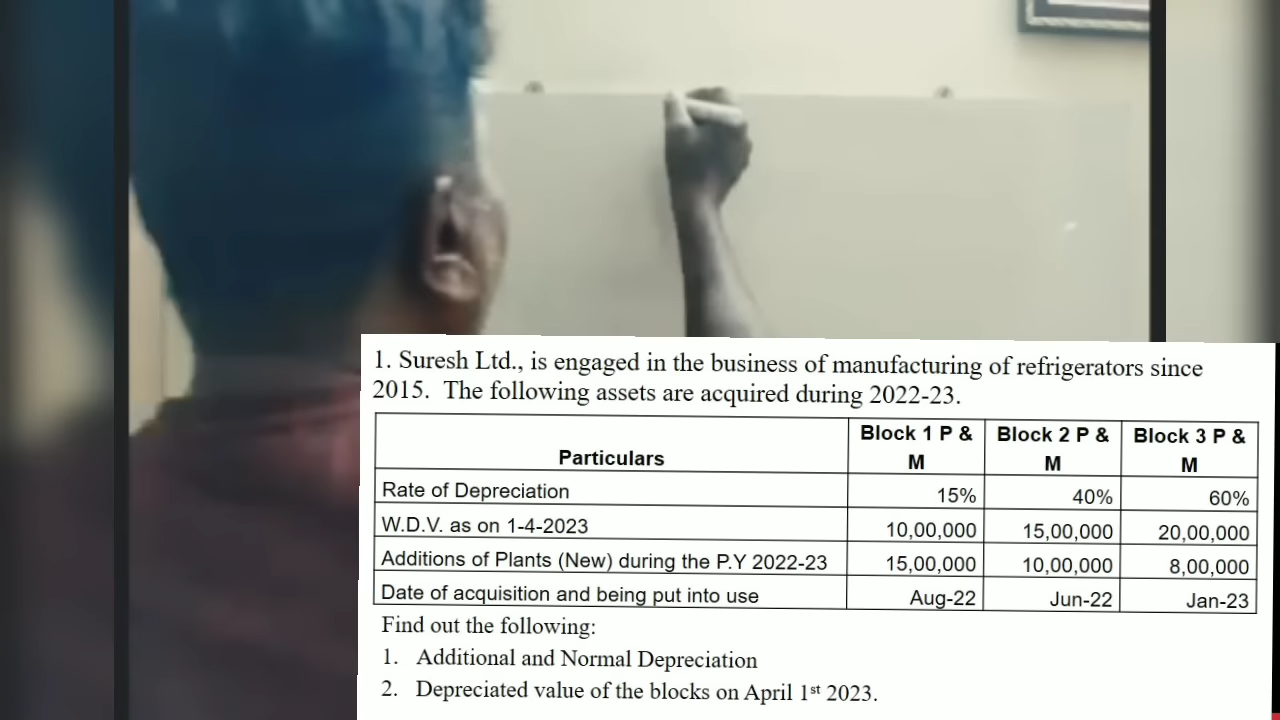 1. Suresh Ltd., is engaged in the business of manufacturing of refrigerators since
2015. The following assets are acquired during 2022-23.
Particulars Block 1 P & M Block 2 P & M Block 3 P & M
Rate of Depreciation 15% 40% 60%
W.D.V. as on 1-4-2023 10,00,000 15,00,000 20,00,000
Additions of Plants (New) during the P.Y 2022-23 15,00,000 10,00,000 8,00,000
Date of acquisition and being put into use Aug-22 Jun-22 Jan-23
Find out the following:
1. Additional and Normal Depreciation
2. Depreciated value of the blocks on April 1st 2023.